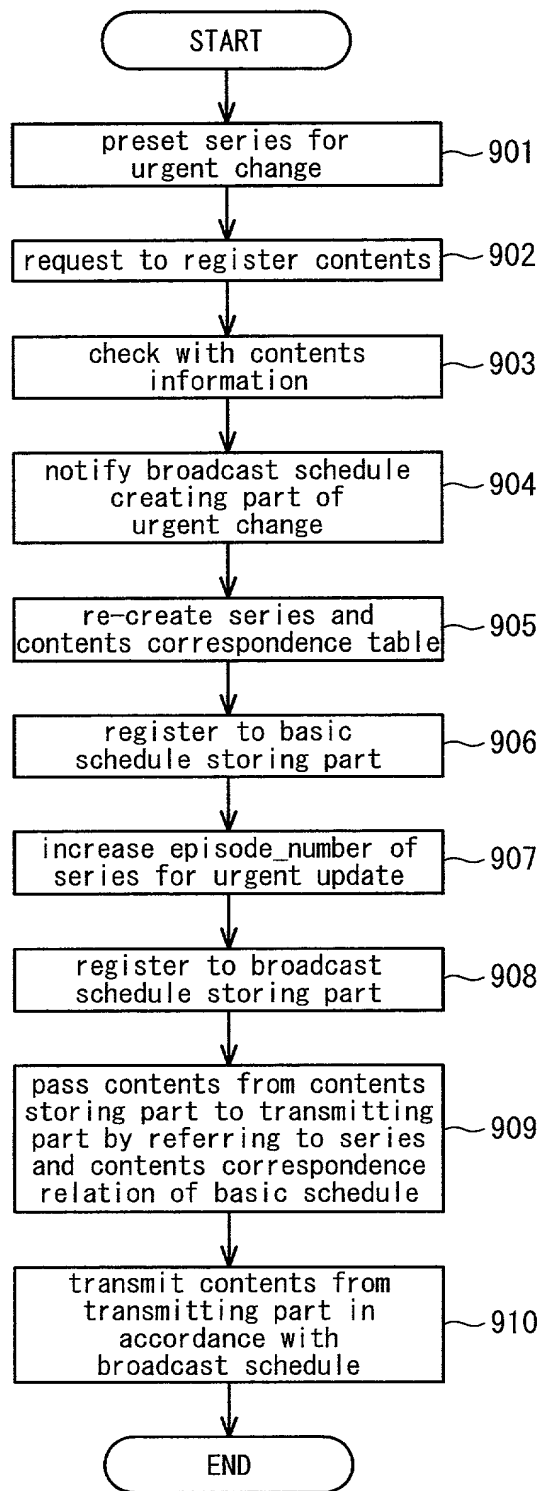 START
preset series for
urgent change
901
request to register contents
902
check with contents
information
903
notify broadcast schedule
creating part of
urgent change
904
re-create series and
contents correspondence table
905
register to basic
schedule storing part
906
increase episode_number of
series for urgent update
907
register to broadcast
schedule storing part
908
pass contents from contents
storing part to transmitting
part by referring to series
and contents correspondence
relation of basic schedule
909
transmit contents from
transmitting part in
accordance with
broadcast schedule
910
END